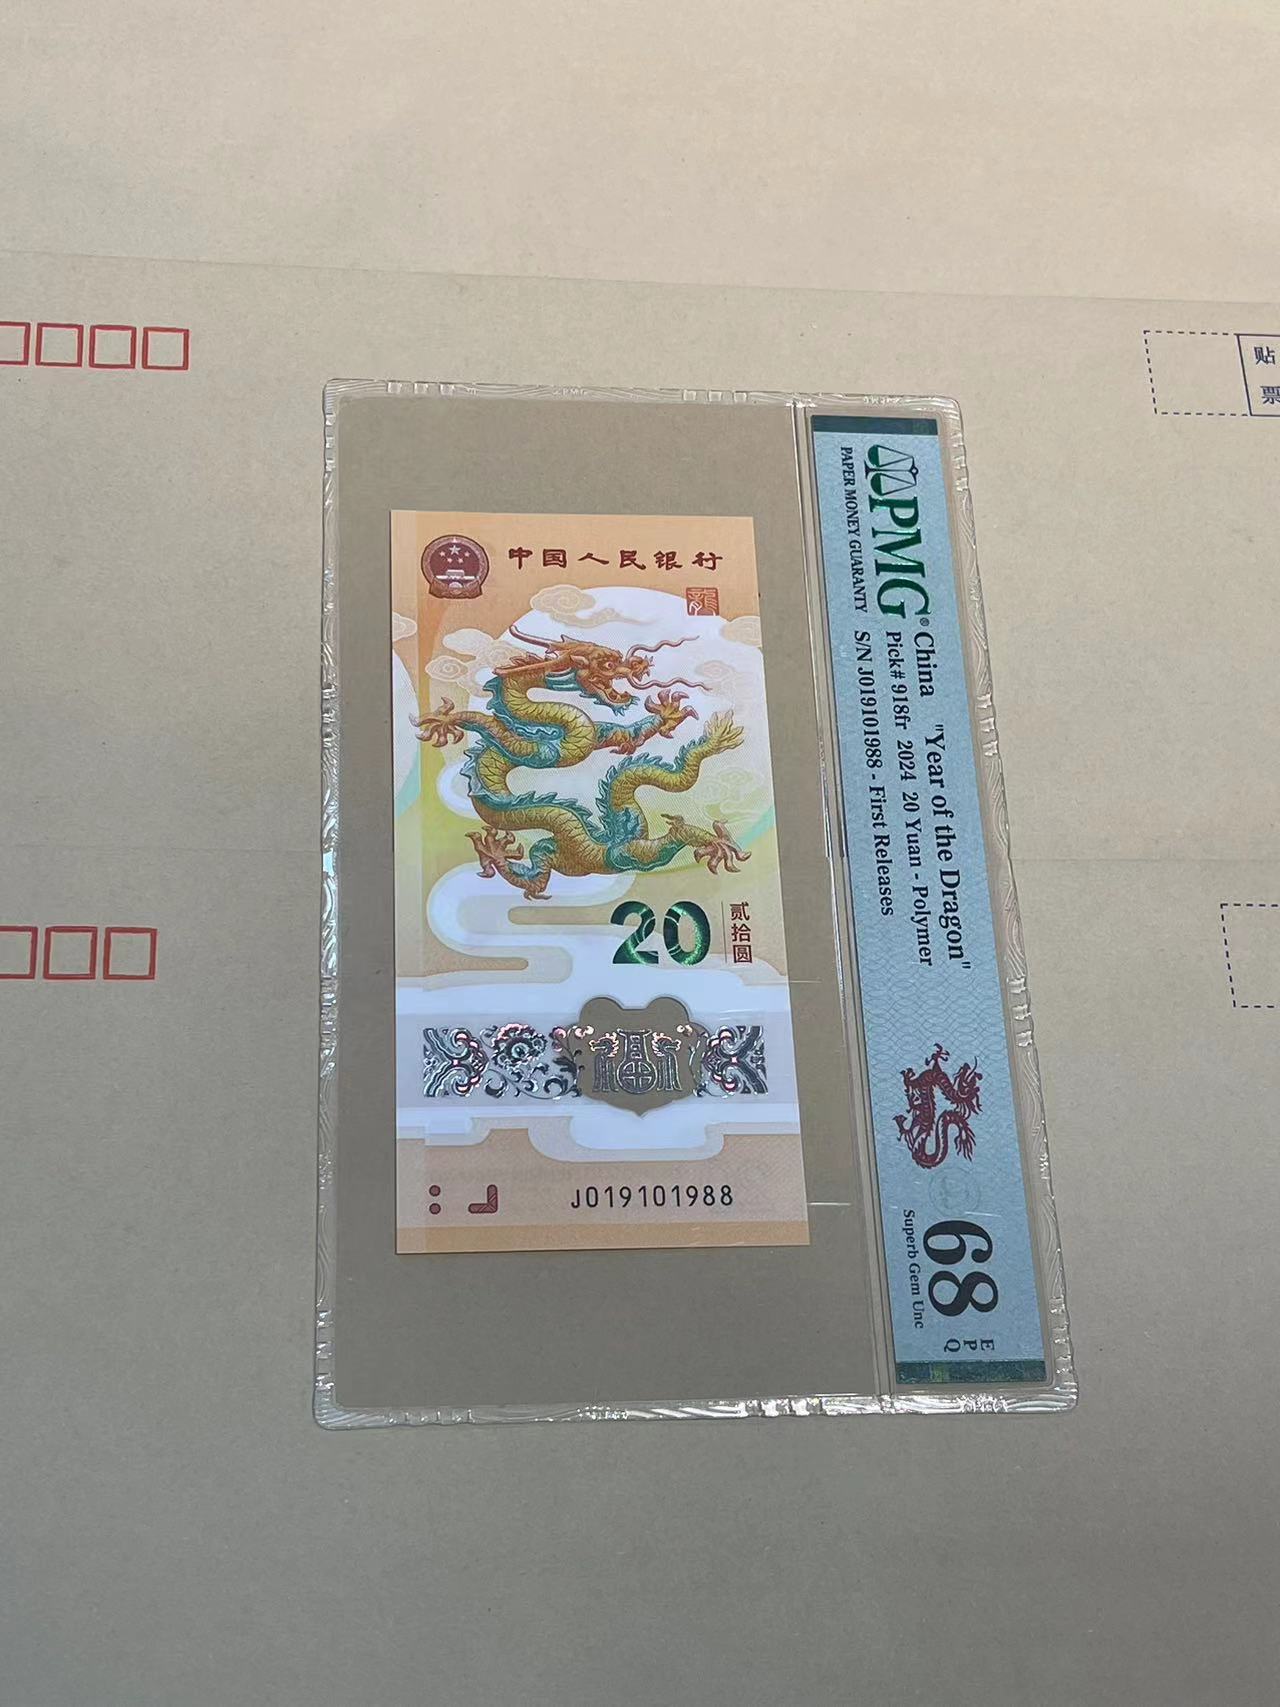 中国人民银行
龍
20
贰拾圆
J019101988
PMG®
PAPER MONEY GUARANTY
China "Year of the Dragon"
Pick# 918fr 2024 20 Yuan - Polymer
S/N J019101988 - First Releases
68
EPQ
Superb Gem Unc
贴
票